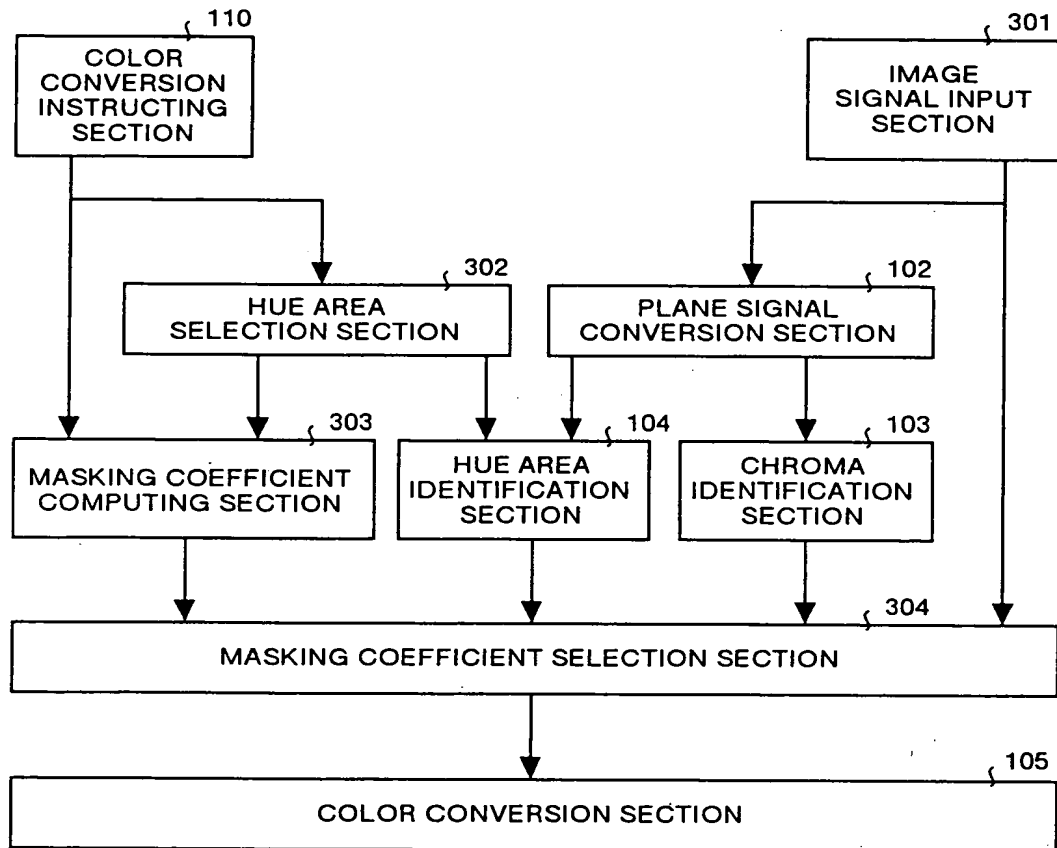 110
COLOR
CONVERSION
INSTRUCTING
SECTION
301
IMAGE
SIGNAL INPUT
SECTION
302
HUE AREA
SELECTION SECTION
102
PLANE SIGNAL
CONVERSION SECTION
303
MASKING COEFFICIENT
COMPUTING SECTION
104
HUE AREA
IDENTIFICATION
SECTION
103
CHROMA
IDENTIFICATION
SECTION
304
MASKING COEFFICIENT SELECTION SECTION
105
COLOR CONVERSION SECTION